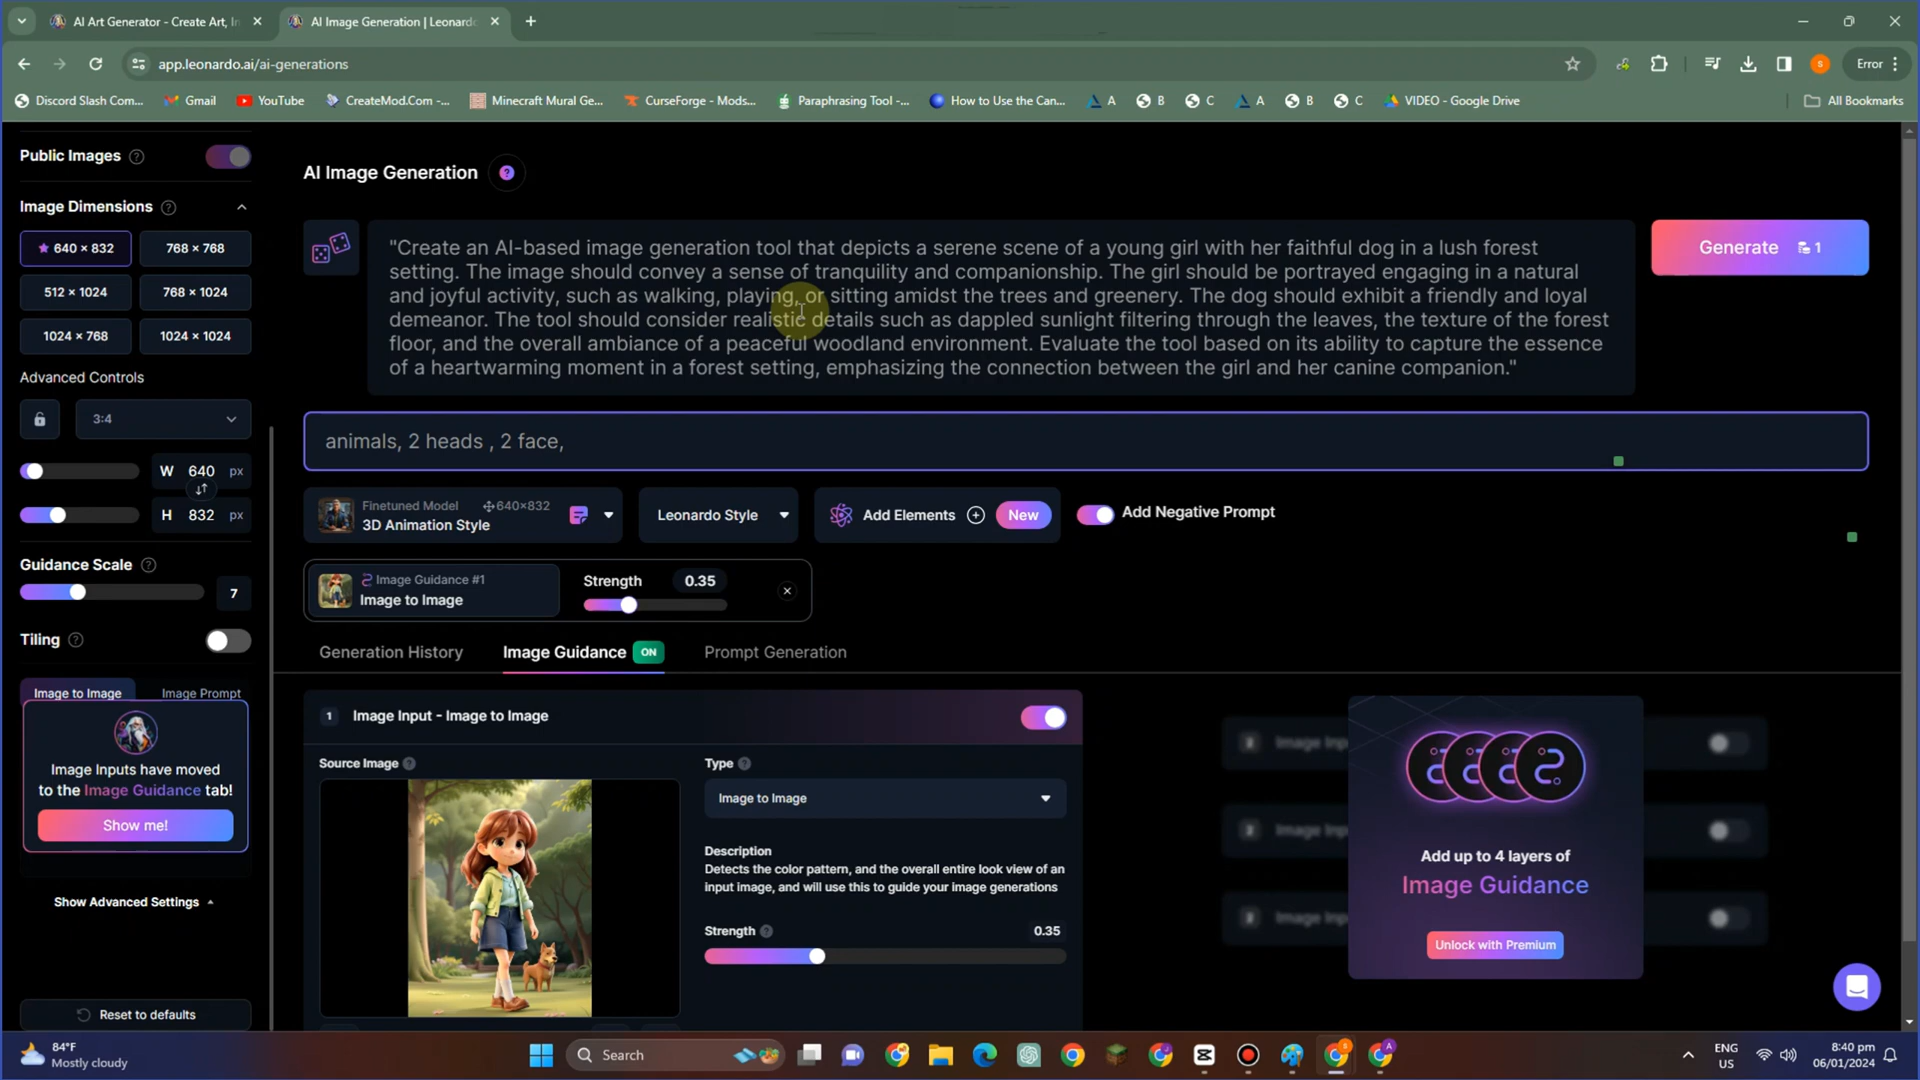 AI Art Generator - Create Art, In
AI Image Generation | Leonardo
app.leonardo.ai/ai-generations
Error
Discord Slash Com...
Gmail
YouTube
CreateMod.Com -...
Minecraft Mural Ge...
CurseForge - Mods...
Paraphrasing Tool -...
How to Use the Can...
A
B
C
A
B
C
VIDEO - Google Drive
All Bookmarks
Public Images
Image Dimensions
640 × 832
768 × 768
512 × 1024
768 × 1024
1024 × 768
1024 × 1024
Advanced Controls
3:4
W 640 px
H 832 px
Guidance Scale
7
Tiling
Image to Image
Image Prompt
Image Inputs have moved
to the Image Guidance tab!
Show me!
Show Advanced Settings
Reset to defaults
AI Image Generation
"Create an AI-based image generation tool that depicts a serene scene of a young girl with her faithful dog in a lush forest
setting. The image should convey a sense of tranquility and companionship. The girl should be portrayed engaging in a natural
and joyful activity, such as walking, playing, or sitting amidst the trees and greenery. The dog should exhibit a friendly and loyal
demeanor. The tool should consider realistic details such as dappled sunlight filtering through the leaves, the texture of the forest
floor, and the overall ambiance of a peaceful woodland environment. Evaluate the tool based on its ability to capture the essence
of a heartwarming moment in a forest setting, emphasizing the connection between the girl and her canine companion."
Generate 1
animals, 2 heads , 2 face,
Finetuned Model 640×832
3D Animation Style
Leonardo Style
Add Elements
New
Add Negative Prompt
Image Guidance #1
Image to Image
Strength 0.35
Generation History
Image Guidance ON
Prompt Generation
1 Image Input - Image to Image
Source Image
Type
Image to Image
Description
Detects the color pattern, and the overall entire look view of an
input image, and will use this to guide your image generations
Strength 0.35
Image Inp
Image Inp
Image Inp
Add up to 4 layers of
Image Guidance
Unlock with Premium
84°F
Mostly cloudy
Search
ENG
US
8:40 pm
06/01/2024